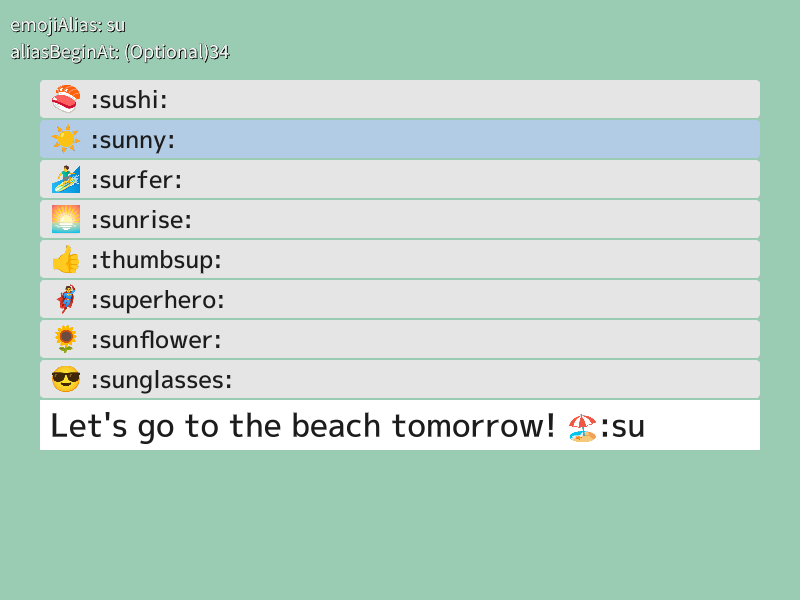 emojiAlias: su
aliasBeginAt: (Optional)34
🍣 :sushi:
☀️ :sunny:
🏄 :surfer:
🌅 :sunrise:
👍 :thumbsup:
🦸 :superhero:
🌻 :sunflower:
😎 :sunglasses:
Let's go to the beach tomorrow! 🏖️:su